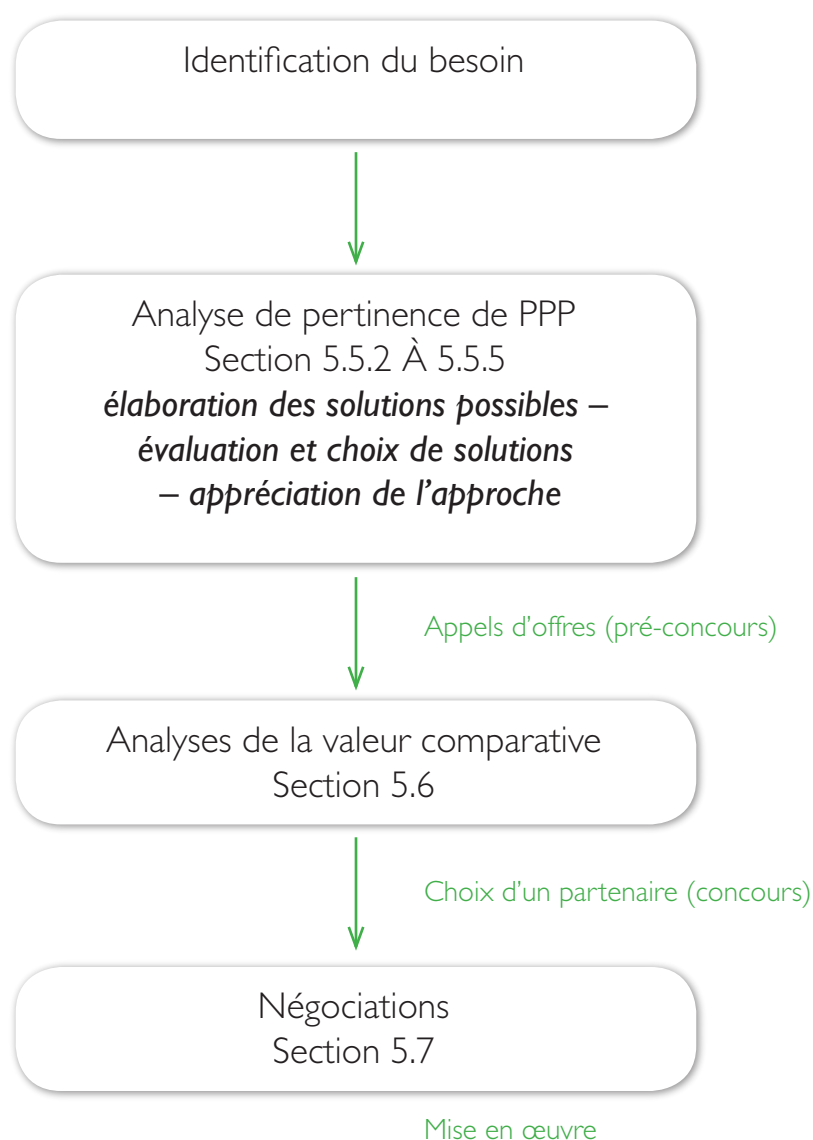 Identification du besoin
Analyse de pertinence de PPP
Section 5.5.2 À 5.5.5
élaboration des solutions possibles –
évaluation et choix de solutions
– appréciation de l’approche
Appels d’offres (pré-concours)
Analyses de la valeur comparative
Section 5.6
Choix d’un partenaire (concours)
Négociations
Section 5.7
Mise en œuvre